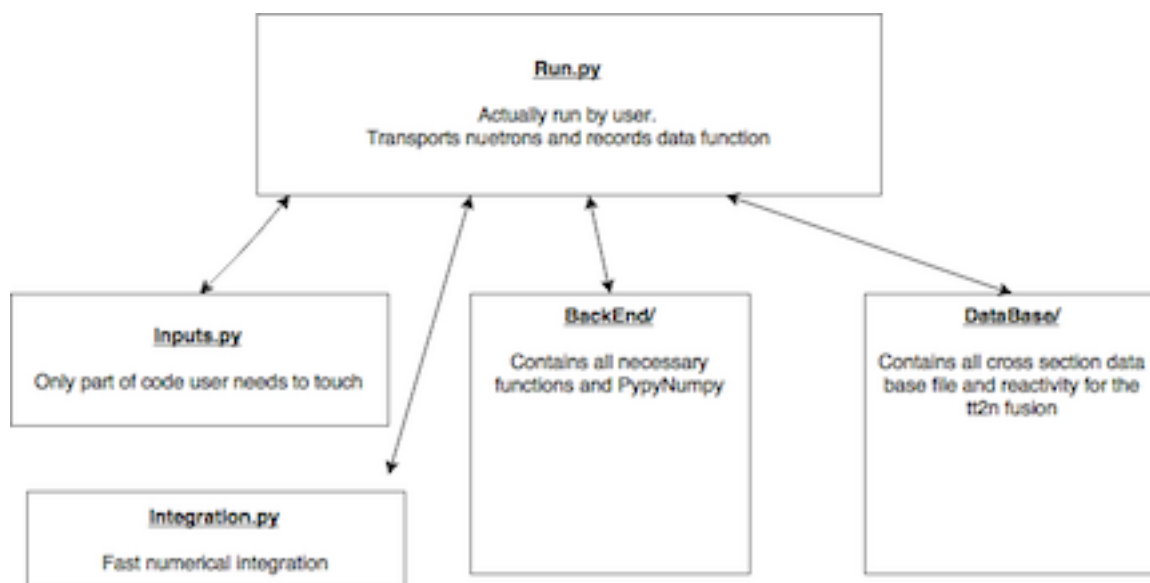 Run.py
Actually run by user.
Transports nuetrons and records data function
Inputs.py
Only part of code user needs to touch
BackEnd/
Contains all necessary
functions and PypyNumpy
DataBase/
Contains all cross section data
base file and reactivity for the
tt2n fusion
Integration.py
Fast numerical integration